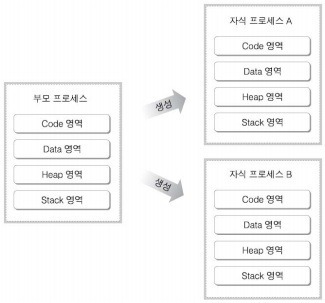 부모 프로세스
Code 영역
Data 영역
Heap 영역
Stack 영역
생성
생성
자식 프로세스 A
Code 영역
Data 영역
Heap 영역
Stack 영역
자식 프로세스 B
Code 영역
Data 영역
Heap 영역
Stack 영역